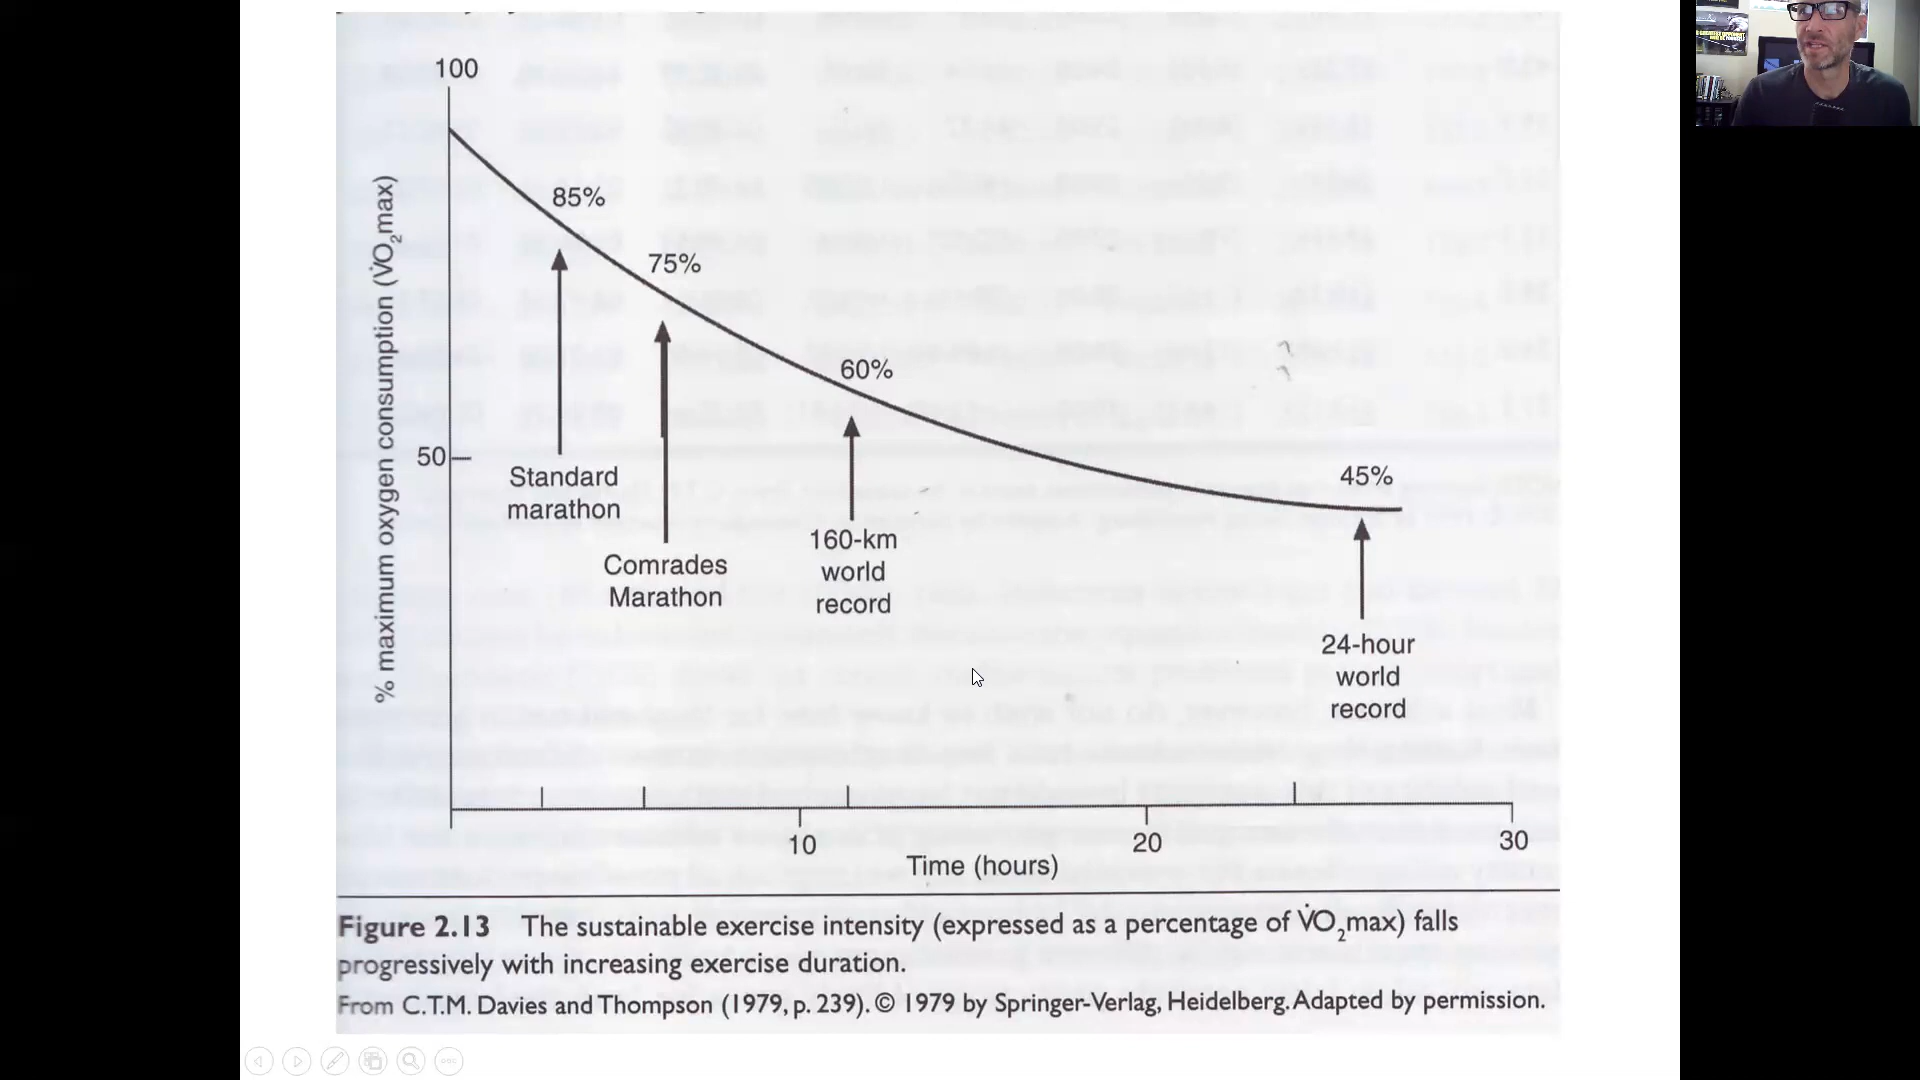 100
85%
75%
60%
50
45%
Standard
marathon
Comrades
Marathon
160-km
world
record
24-hour
world
record
% maximum oxygen consumption (V̇O₂max)
10
20
30
Time (hours)
Figure 2.13 The sustainable exercise intensity (expressed as a percentage of V̇O₂max) falls
progressively with increasing exercise duration.
From C.T.M. Davies and Thompson (1979, p. 239). © 1979 by Springer-Verlag, Heidelberg. Adapted by permission.